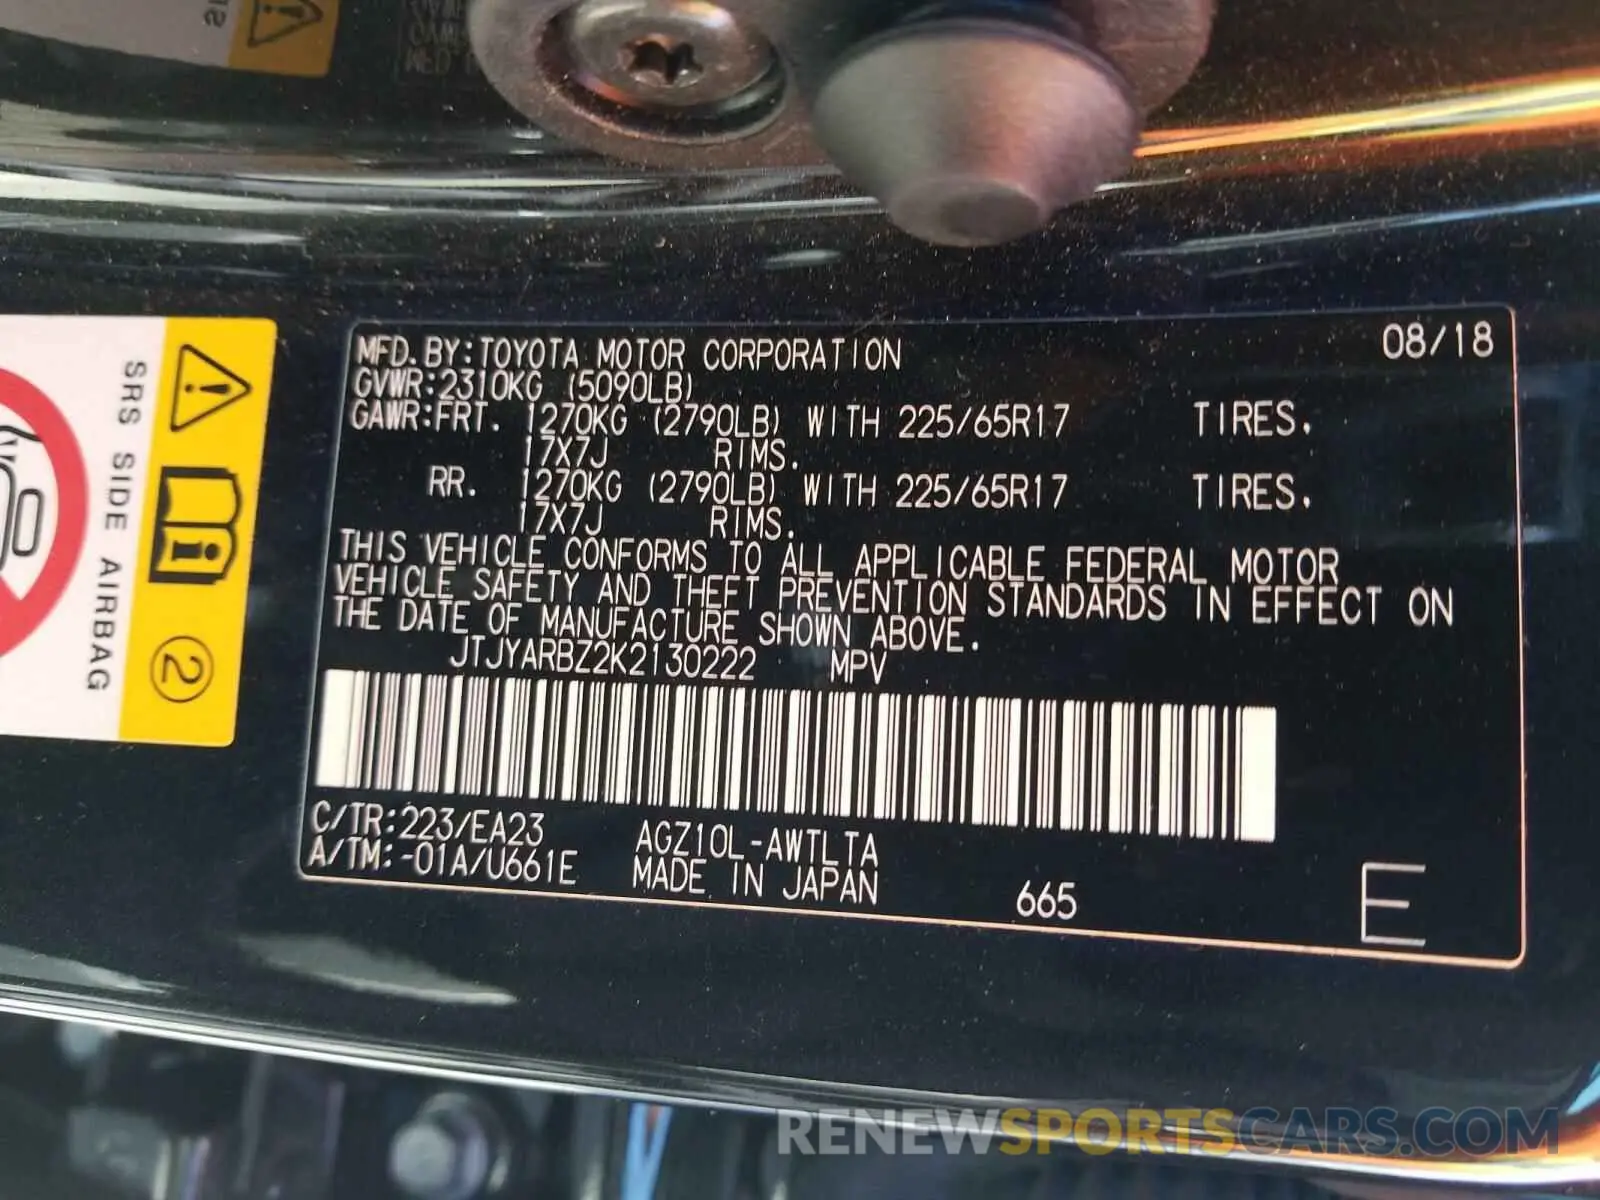 MFD. BY:TOYOTA MOTOR CORPORATION 08/18
GVWR:2310KG (5090LB)
GAWR:FRT. 1270KG (2790LB) WITH 225/65R17 TIRES.
17X7J RIMS.
RR. 1270KG (2790LB) WITH 225/65R17 TIRES.
17X7J RIMS.
THIS VEHICLE CONFORMS TO ALL APPLICABLE FEDERAL MOTOR
VEHICLE SAFETY AND THEFT PREVENTION STANDARDS IN EFFECT ON
THE DATE OF MANUFACTURE SHOWN ABOVE.
JTJYARBZ2K2130222 MPV
C/TR:223/EA23 AGZ10L-AWTLTA
A/TM:-01A/U661E MADE IN JAPAN 665 E
SRS SIDE AIRBAG
2
RENEWSPORTSCARS.COM